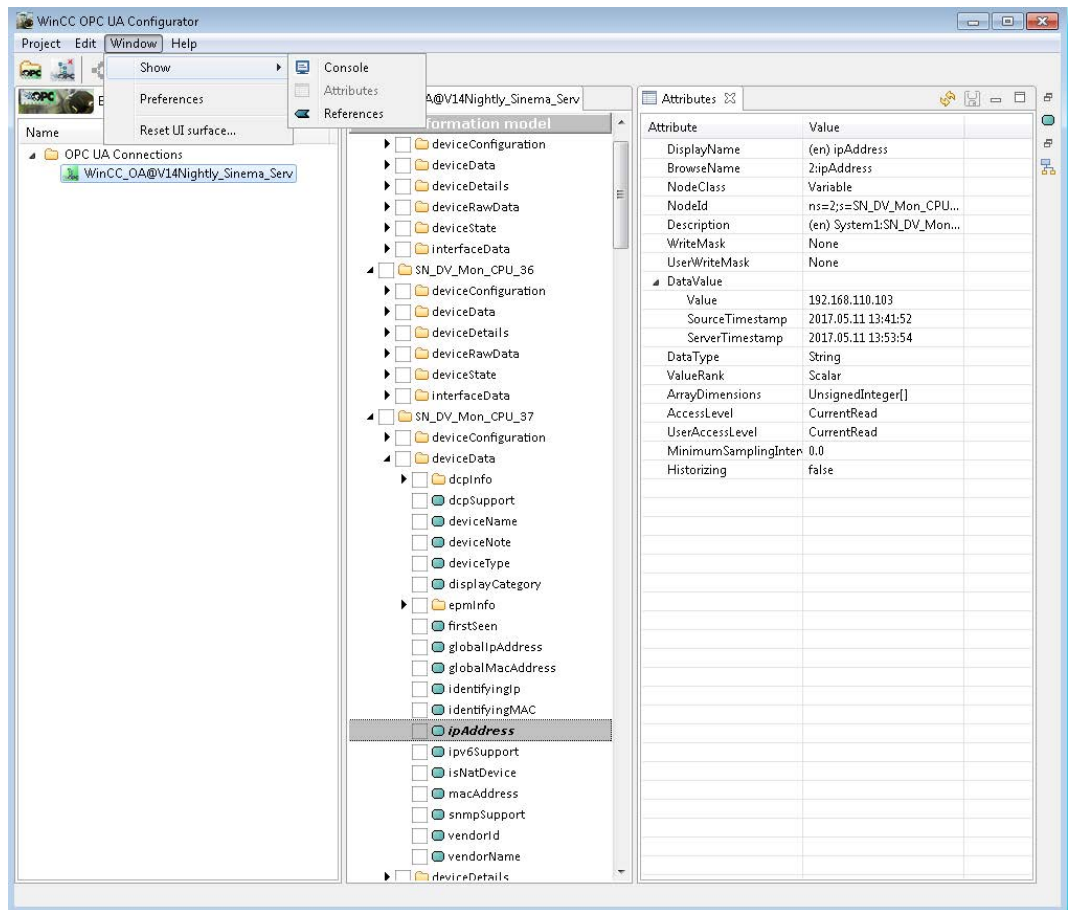 WinCC OPC UA Configurator
Project Edit Window Help
Show
Preferences
Reset UI surface...
Console
Attributes
References
OPC
OPC
E
Name
OPC UA Connections
WinCC_OA@V14Nightly_Sinema_Serv
A@V14Nightly_Sinema_Serv
formation model
deviceConfiguration
deviceData
deviceDetails
deviceRawData
deviceState
interfaceData
SN_DV_Mon_CPU_36
deviceConfiguration
deviceData
deviceDetails
deviceRawData
deviceState
interfaceData
SN_DV_Mon_CPU_37
deviceConfiguration
deviceData
dcpInfo
dcpSupport
deviceName
deviceNote
deviceType
displayCategory
epmInfo
firstSeen
globalIpAddress
globalMacAddress
identifyingIp
identifyingMAC
ipAddress
ipv6Support
isNatDevice
macAddress
snmpSupport
vendorId
vendorName
deviceDetails
Attributes
Attribute Value
DisplayName (en) ipAddress
BrowseName 2:ipAddress
NodeClass Variable
NodeId ns=2;s=SN_DV_Mon_CPU...
Description (en) System1:SN_DV_Mon...
WriteMask None
UserWriteMask None
DataValue
Value 192.168.110.103
SourceTimestamp 2017.05.11 13:41:52
ServerTimestamp 2017.05.11 13:53:54
DataType String
ValueRank Scalar
ArrayDimensions UnsignedInteger[]
AccessLevel CurrentRead
UserAccessLevel CurrentRead
MinimumSamplingInter 0.0
Historizing false